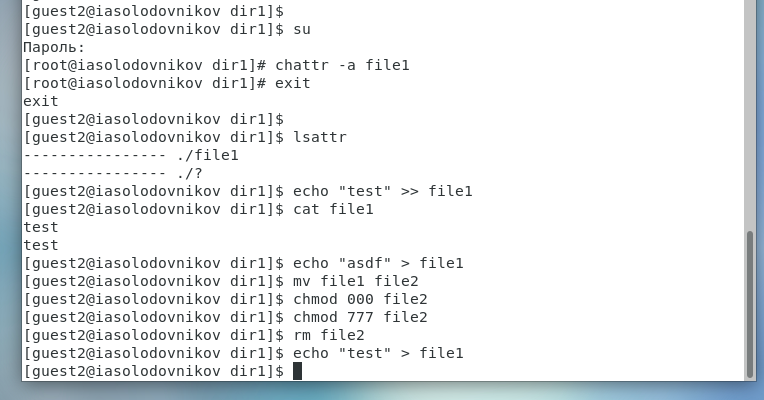 [guest2@iasolodovnikov dir1]$
[guest2@iasolodovnikov dir1]$ su
Пароль:
[root@iasolodovnikov dir1]# chattr -a file1
[root@iasolodovnikov dir1]# exit
exit
[guest2@iasolodovnikov dir1]$
[guest2@iasolodovnikov dir1]$ lsattr
---------------- ./file1
---------------- ./?
[guest2@iasolodovnikov dir1]$ echo "test" >> file1
[guest2@iasolodovnikov dir1]$ cat file1
test
test
[guest2@iasolodovnikov dir1]$ echo "asdf" > file1
[guest2@iasolodovnikov dir1]$ mv file1 file2
[guest2@iasolodovnikov dir1]$ chmod 000 file2
[guest2@iasolodovnikov dir1]$ chmod 777 file2
[guest2@iasolodovnikov dir1]$ rm file2
[guest2@iasolodovnikov dir1]$ echo "test" > file1
[guest2@iasolodovnikov dir1]$